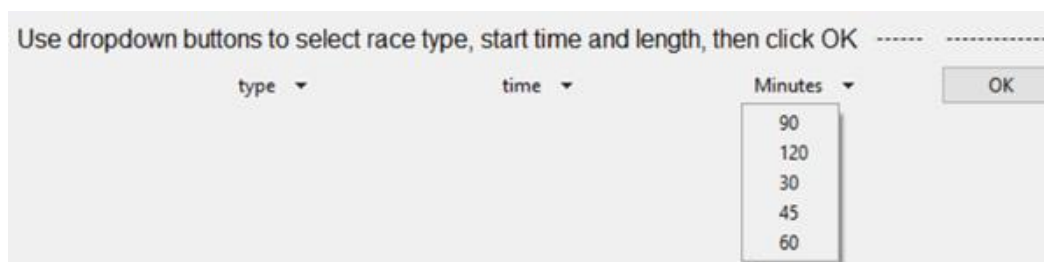 Use dropdown buttons to select race type, start time and length, then click OK ------ ------------
type time Minutes OK
90
120
30
45
60